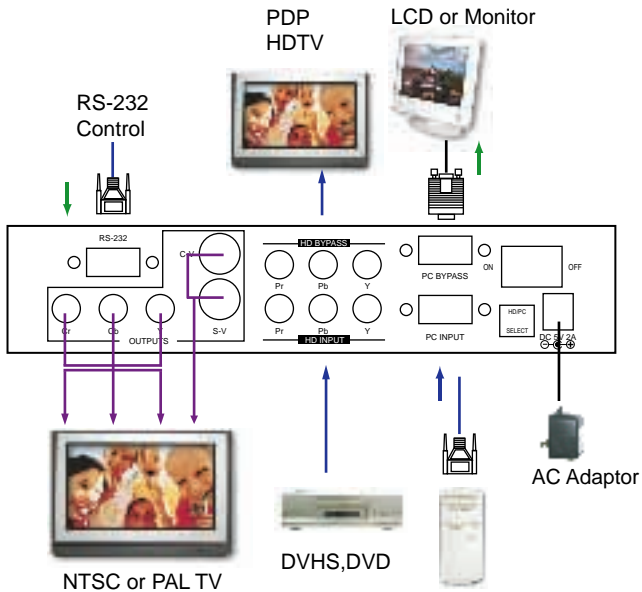 PDP
HDTV
LCD or Monitor
RS-232
Control
RS-232
C-V
HD BYPASS
Pr Pb Y
PC BYPASS
ON
OFF
Cr Cb Y
S-V
OUTPUTS
Pr Pb Y
HD INPUT
PC INPUT
HD/PC
SELECT
DC 5V 2A
AC Adaptor
NTSC or PAL TV
DVHS,DVD